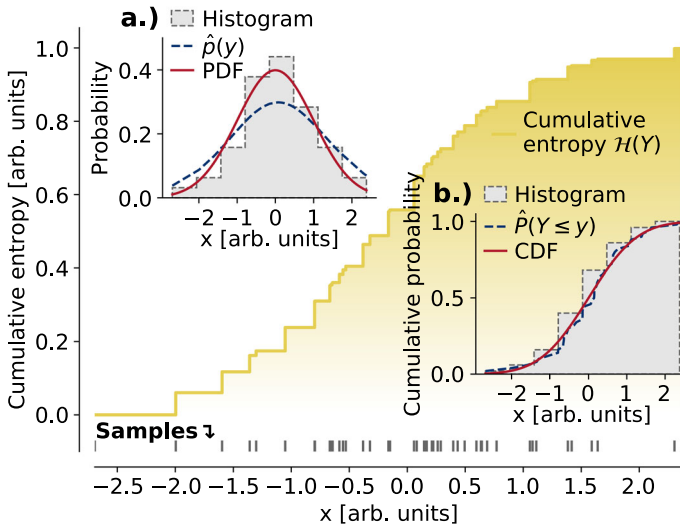 a.)
Histogram
p̂(y)
PDF
Probability
0.4
0.2
0.0
−2 −1 0 1 2
x [arb. units]
Cumulative entropy [arb. units]
1.0
0.8
0.6
0.4
0.2
0.0
Cumulative
entropy ℋ(Y)
b.)
Histogram
P̂(Y ≤ y)
CDF
Cumulative probability
1.0
0.5
0.0
−2 −1 0 1 2
x [arb. units]
Samples ↴
−2.5 −2.0 −1.5 −1.0 −0.5 0.0 0.5 1.0 1.5 2.0
x [arb. units]